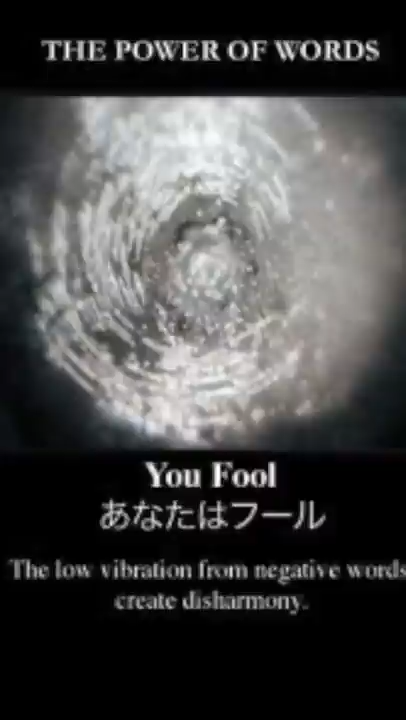 THE POWER OF WORDS
You Fool
あなたはフール
The low vibration from negative words
create disharmony.